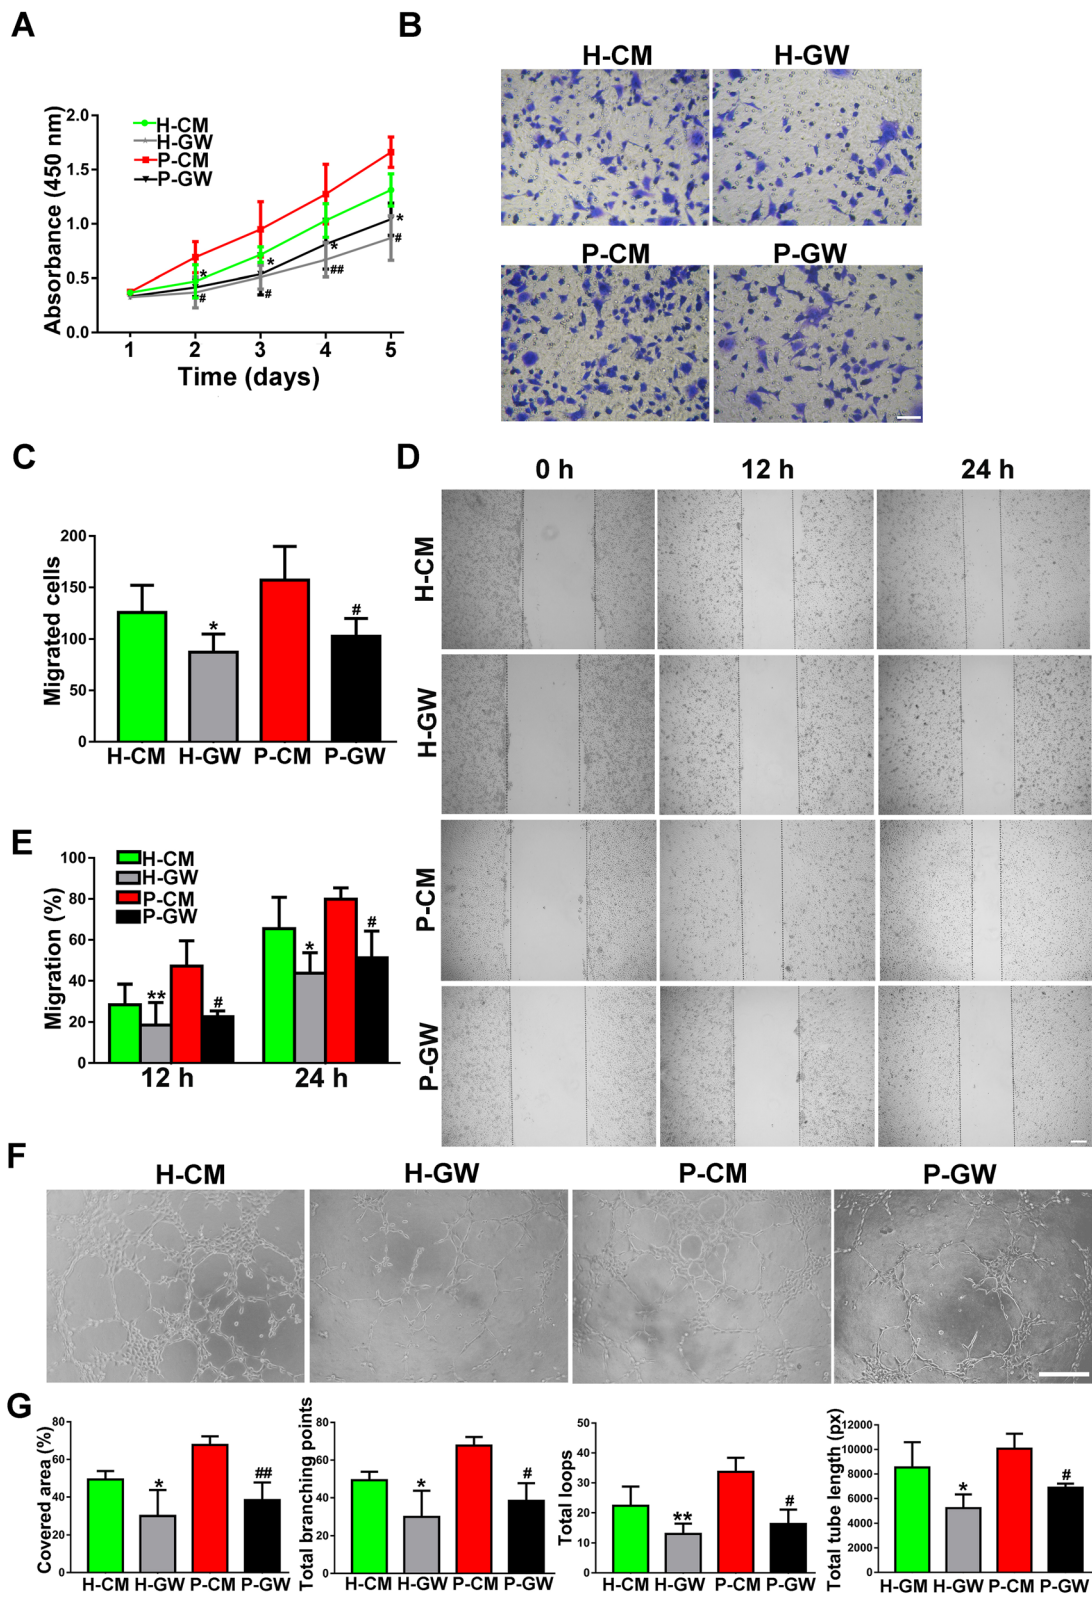 A
B
H-CM
H-GW
P-CM
P-GW
Absorbance (450 nm)
2.0
1.5
1.0
0.5
0.0
H-CM
H-GW
P-CM
P-GW
*
#
*
#
*
##
*
#
1 2 3 4 5
Time (days)
C
Migrated cells
200
150
100
50
0
*
#
H-CM H-GW P-CM P-GW
D
0 h 12 h 24 h
H-CM
H-GW
P-CM
P-GW
E
Migration (%)
100
80
60
40
20
0
H-CM
H-GW
P-CM
P-GW
**
#
*
#
12 h 24 h
F
H-CM H-GW P-CM P-GW
G
Covered area (%)
80
60
40
20
0
*
##
H-CM H-GW P-CM P-GW
Total branching points
80
60
40
20
0
*
#
H-CM H-GW P-CM P-GW
Total loops
50
40
30
20
10
0
**
#
H-CM H-GW P-CM P-GW
Total tube length (px)
12000
10000
8000
6000
4000
2000
0
*
#
H-GM H-GW P-CM P-GW